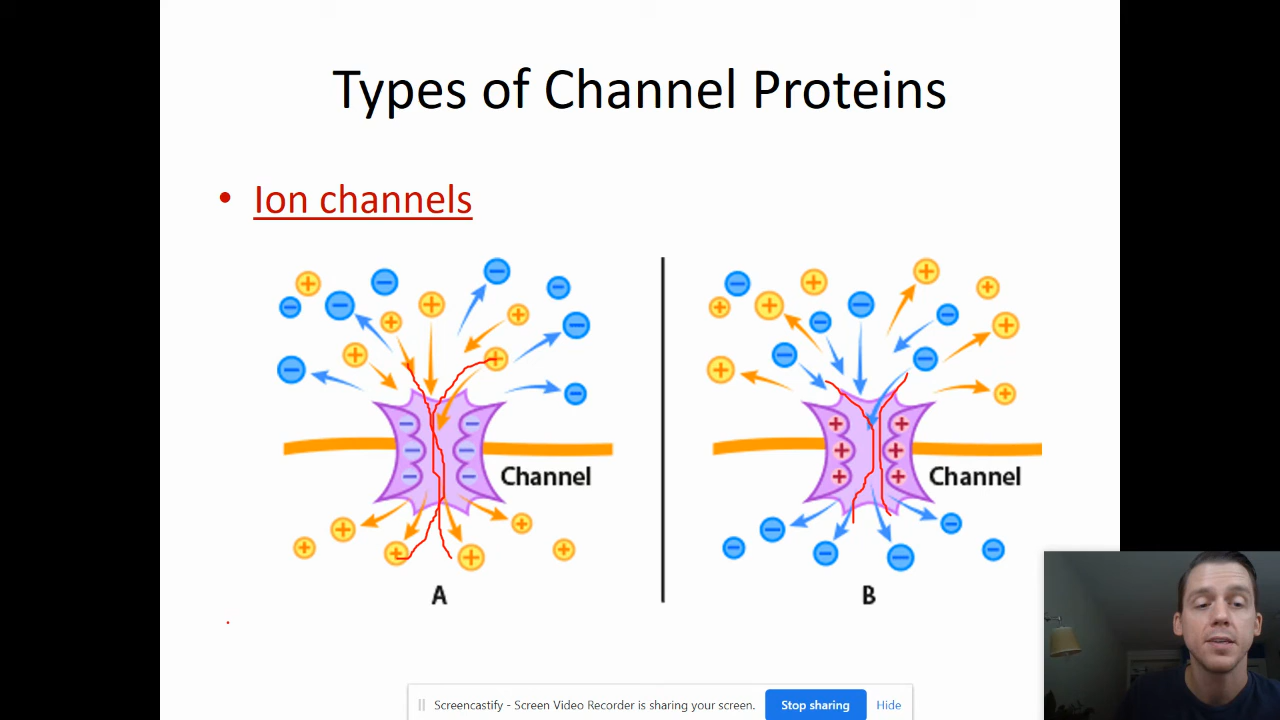 Types of Channel Proteins
• Ion channels
Channel
Channel
A
B
Screencastify - Screen Video Recorder is sharing your screen.
Stop sharing
Hide